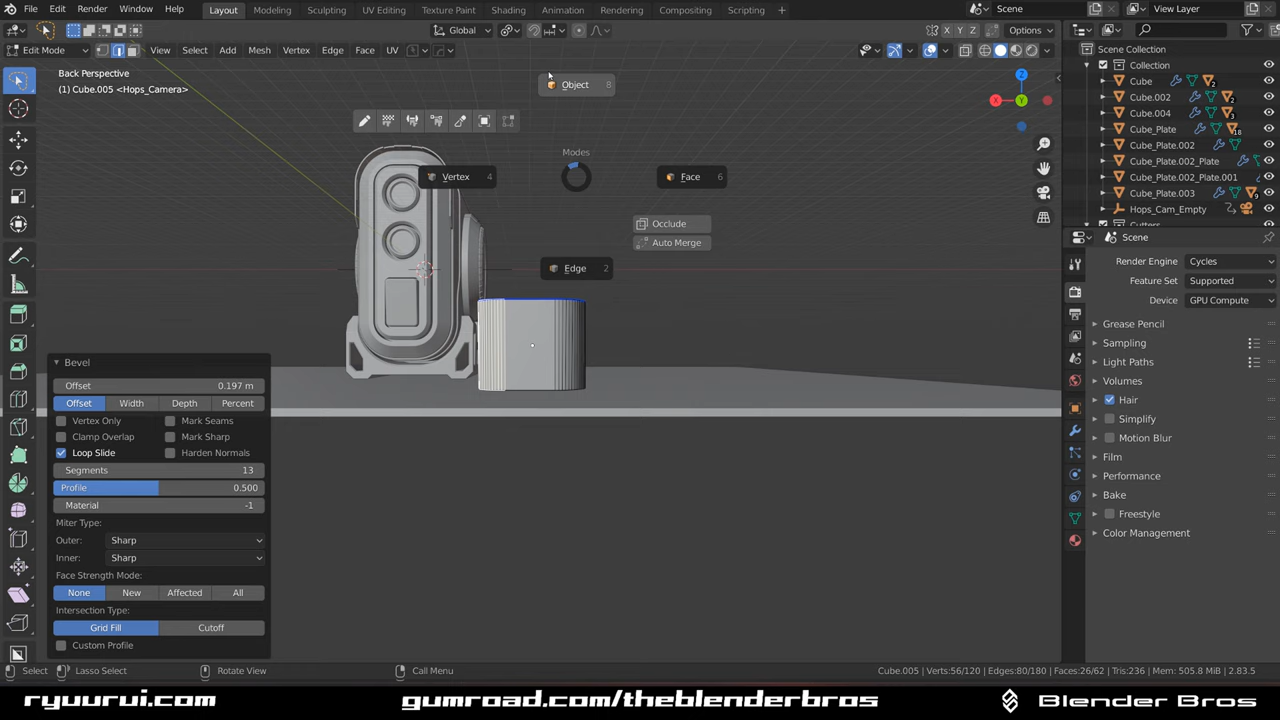 File Edit Render Window Help Layout Modeling Sculpting UV Editing Texture Paint Shading Animation Rendering Compositing Scripting + Scene View Layer
Global X Y Z Options
Edit Mode View Select Add Mesh Vertex Edge Face UV
Back Perspective
(1) Cube.005 <Hops_Camera>
Object 8
Modes
Vertex 4
Face 6
Occlude
Auto Merge
Edge 2
Scene Collection
Collection
Cube 2
Cube.002 2
Cube.004 3
Cube_Plate 18
Cube_Plate.002
Cube_Plate.002_Plate
Cube_Plate.002_Plate.001
Cube_Plate.003 9
Hops_Cam_Empty
Scene
Render Engine Cycles
Feature Set Supported
Device GPU Compute
Grease Pencil
Sampling
Light Paths
Volumes
Hair
Simplify
Motion Blur
Film
Performance
Bake
Freestyle
Color Management
Bevel
Offset 0.197 m
Offset Width Depth Percent
Vertex Only Mark Seams
Clamp Overlap Mark Sharp
Loop Slide Harden Normals
Segments 13
Profile 0.500
Material -1
Miter Type:
Outer: Sharp
Inner: Sharp
Face Strength Mode:
None New Affected All
Intersection Type:
Grid Fill Cutoff
Custom Profile
Select Lasso Select Rotate View Call Menu Cube.005 | Verts:56/120 | Edges:80/180 | Faces:26/62 | Tris:236 | Mem: 505.8 MiB | 2.83.5
ryuurui.com gumroad.com/theblenderbros Blender Bros